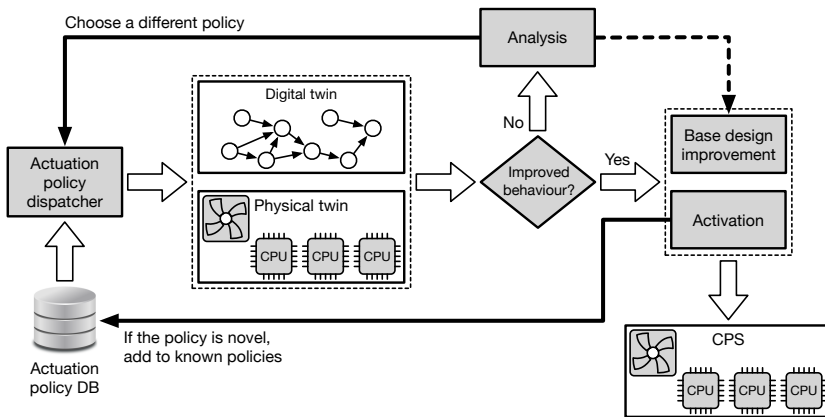 Choose a different policy
Analysis
Digital twin
No
Base design
improvement
Actuation
policy
dispatcher
Improved
behaviour?
Yes
Physical twin
CPU CPU CPU
Activation
If the policy is novel,
add to known policies
Actuation
policy DB
CPS
CPU CPU CPU